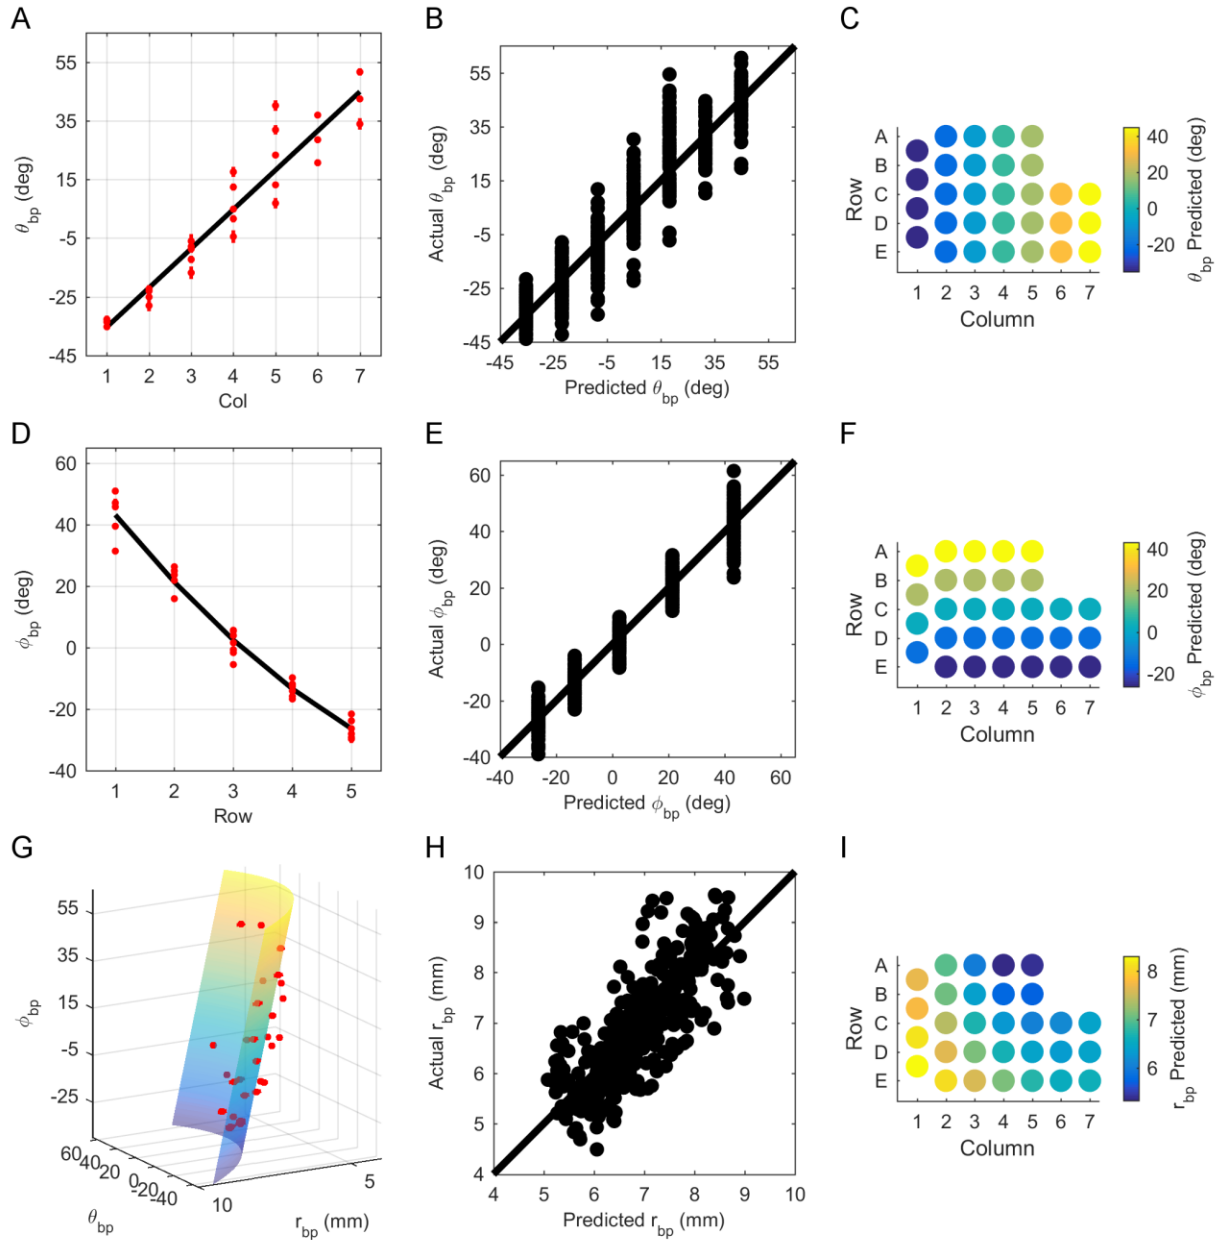 A
55
35
15
-5
-25
-45
θbp (deg)
1 2 3 4 5 6 7
Col
B
55
35
15
-5
-25
-45
Actual θbp (deg)
-45 -25 -5 15 35 55
Predicted θbp (deg)
C
A
B
C
D
E
Row
1 2 3 4 5 6 7
Column
40
20
0
-20
θbp Predicted (deg)
D
60
40
20
0
-20
-40
ϕbp (deg)
1 2 3 4 5
Row
E
60
40
20
0
-20
-40
Actual ϕbp (deg)
-40 -20 0 20 40 60
Predicted ϕbp (deg)
F
A
B
C
D
E
Row
1 2 3 4 5 6 7
Column
40
20
0
-20
ϕbp Predicted (deg)
G
55
35
15
-5
-25
ϕbp
60 40 20 0 -20 -40
θbp
10 5
rbp (mm)
H
10
9
8
7
6
5
4
Actual rbp (mm)
4 5 6 7 8 9 10
Predicted rbp (mm)
I
A
B
C
D
E
Row
1 2 3 4 5 6 7
Column
8
7
6
rbp Predicted (mm)